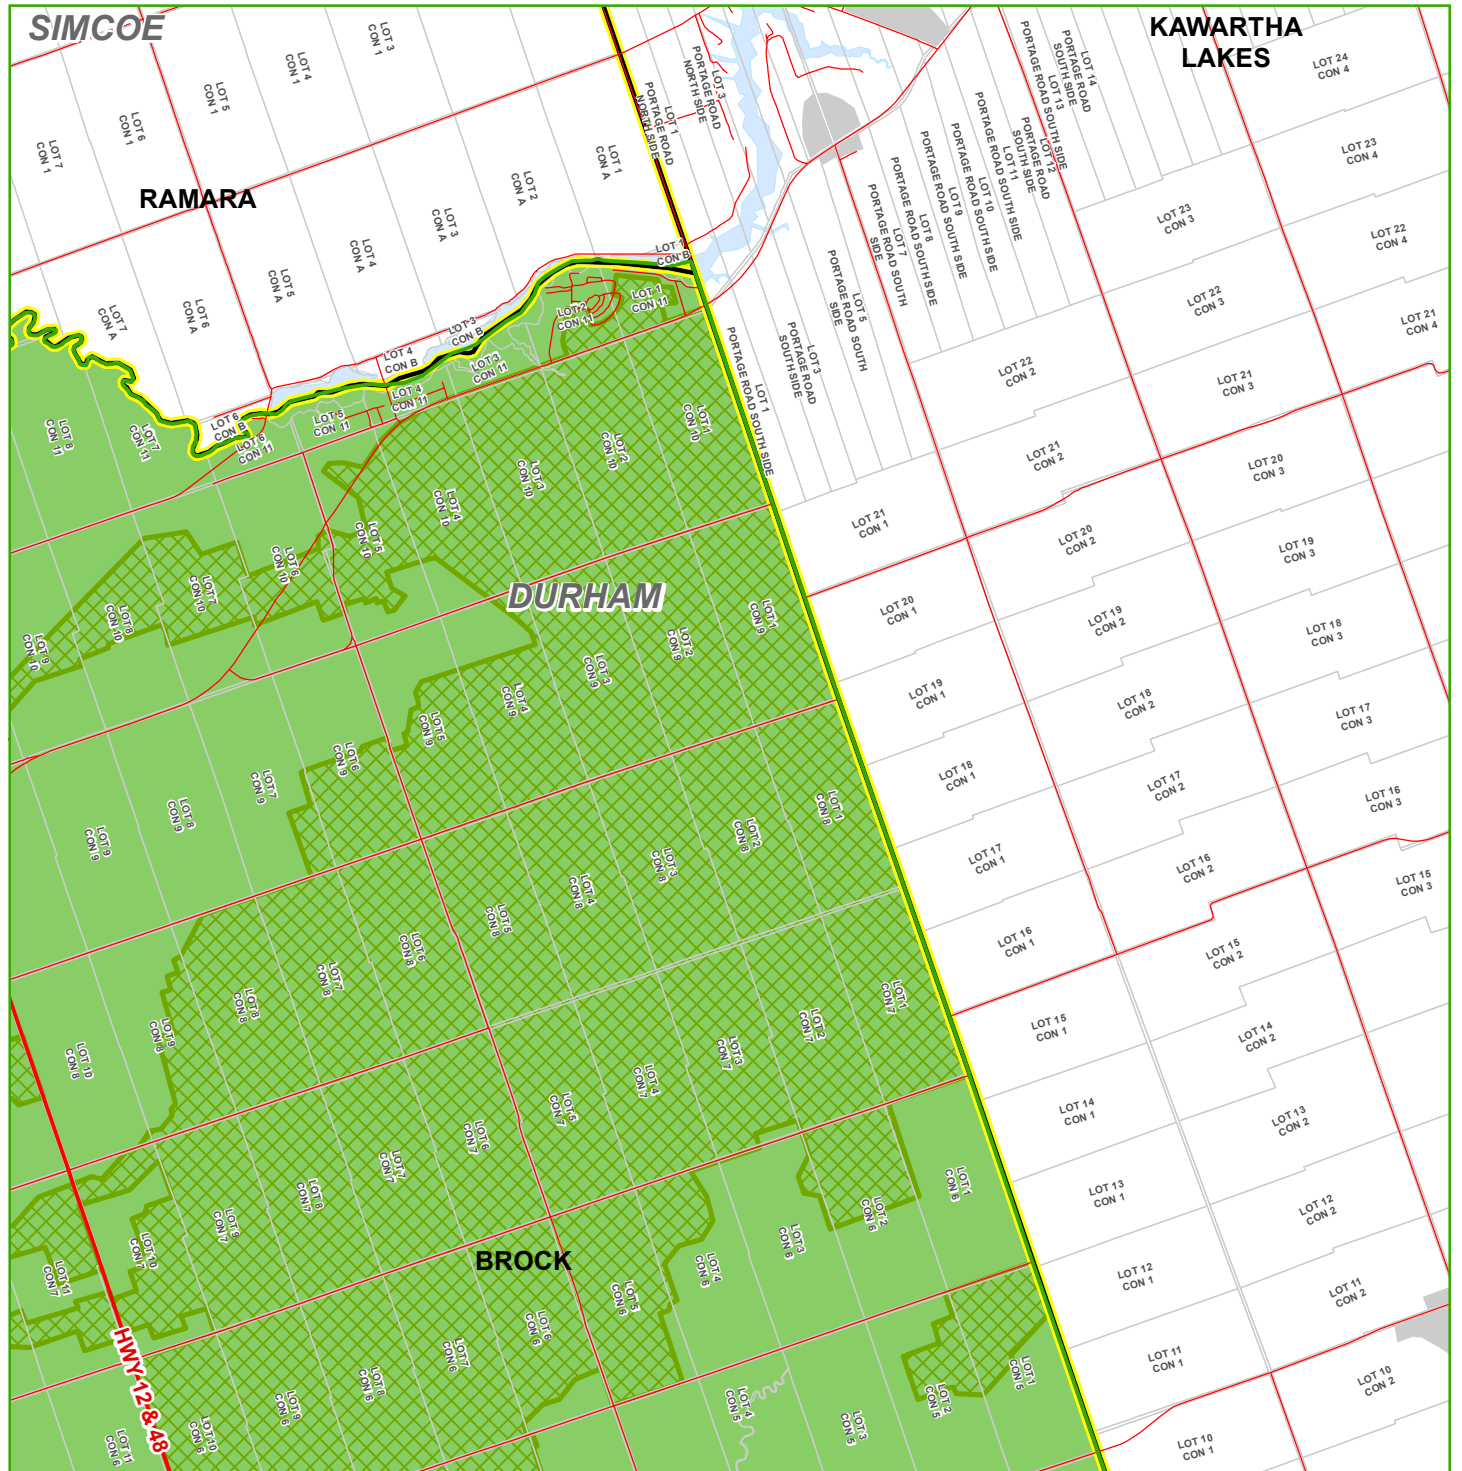 SIMCOE
KAWARTHA
LAKES
RAMARA
DURHAM
BROCK
HWY 12 & 48
LOT 3
CON 1
LOT 4
CON 1
LOT 5
CON 1
LOT 6
CON 1
LOT 7
CON 1
LOT 1
CON A
LOT 2
CON A
LOT 3
CON A
LOT 4
CON A
LOT 5
CON A
LOT 6
CON A
LOT 7
CON A
LOT 1
CON B
LOT 3
CON B
LOT 4
CON B
LOT 6
CON B
LOT 1
PORTAGE ROAD
NORTH SIDE
LOT 3
PORTAGE ROAD
NORTH SIDE
LOT 1
PORTAGE ROAD SOUTH SIDE
LOT 3
PORTAGE ROAD
SOUTH SIDE
LOT 5
PORTAGE ROAD SOUTH
SIDE
LOT 7
PORTAGE ROAD SOUTH
SIDE
LOT 8
PORTAGE ROAD SOUTH SIDE
LOT 9
PORTAGE ROAD SOUTH SIDE
LOT 10
PORTAGE ROAD SOUTH SIDE
LOT 11
PORTAGE ROAD SOUTH SIDE
LOT 12
PORTAGE ROAD
SOUTH SIDE
LOT 13
PORTAGE ROAD SOUTH SIDE
LOT 14
PORTAGE ROAD
SOUTH SIDE
LOT 24
CON 4
LOT 23
CON 4
LOT 22
CON 4
LOT 21
CON 4
LOT 23
CON 3
LOT 22
CON 3
LOT 21
CON 3
LOT 20
CON 3
LOT 19
CON 3
LOT 18
CON 3
LOT 17
CON 3
LOT 16
CON 3
LOT 15
CON 3
LOT 22
CON 2
LOT 21
CON 2
LOT 20
CON 2
LOT 19
CON 2
LOT 18
CON 2
LOT 17
CON 2
LOT 16
CON 2
LOT 15
CON 2
LOT 14
CON 2
LOT 13
CON 2
LOT 12
CON 2
LOT 11
CON 2
LOT 10
CON 2
LOT 21
CON 1
LOT 20
CON 1
LOT 19
CON 1
LOT 18
CON 1
LOT 17
CON 1
LOT 16
CON 1
LOT 15
CON 1
LOT 14
CON 1
LOT 13
CON 1
LOT 12
CON 1
LOT 11
CON 1
LOT 10
CON 1
LOT 1
CON 11
LOT 2
CON 11
LOT 3
CON 11
LOT 4
CON 11
LOT 5
CON 11
LOT 6
CON 11
LOT 7
CON 11
LOT 8
CON 11
LOT 1
CON 10
LOT 2
CON 10
LOT 3
CON 10
LOT 4
CON 10
LOT 5
CON 10
LOT 6
CON 10
LOT 7
CON 10
LOT 8
CON 10
LOT 9
CON 10
LOT 1
CON 9
LOT 2
CON 9
LOT 3
CON 9
LOT 4
CON 9
LOT 5
CON 9
LOT 6
CON 9
LOT 7
CON 9
LOT 8
CON 9
LOT 9
CON 9
LOT 1
CON 8
LOT 2
CON 8
LOT 3
CON 8
LOT 4
CON 8
LOT 5
CON 8
LOT 6
CON 8
LOT 7
CON 8
LOT 8
CON 8
LOT 9
CON 8
LOT 10
CON 8
LOT 1
CON 7
LOT 2
CON 7
LOT 3
CON 7
LOT 4
CON 7
LOT 5
CON 7
LOT 6
CON 7
LOT 7
CON 7
LOT 8
CON 7
LOT 9
CON 7
LOT 10
CON 7
LOT 11
CON 7
LOT 1
CON 6
LOT 2
CON 6
LOT 3
CON 6
LOT 4
CON 6
LOT 5
CON 6
LOT 6
CON 6
LOT 7
CON 6
LOT 8
CON 6
LOT 9
CON 6
LOT 10
CON 6
LOT 11
CON 6
LOT 1
CON 5
LOT 2
CON 5
LOT 3
CON 5
LOT 4
CON 5